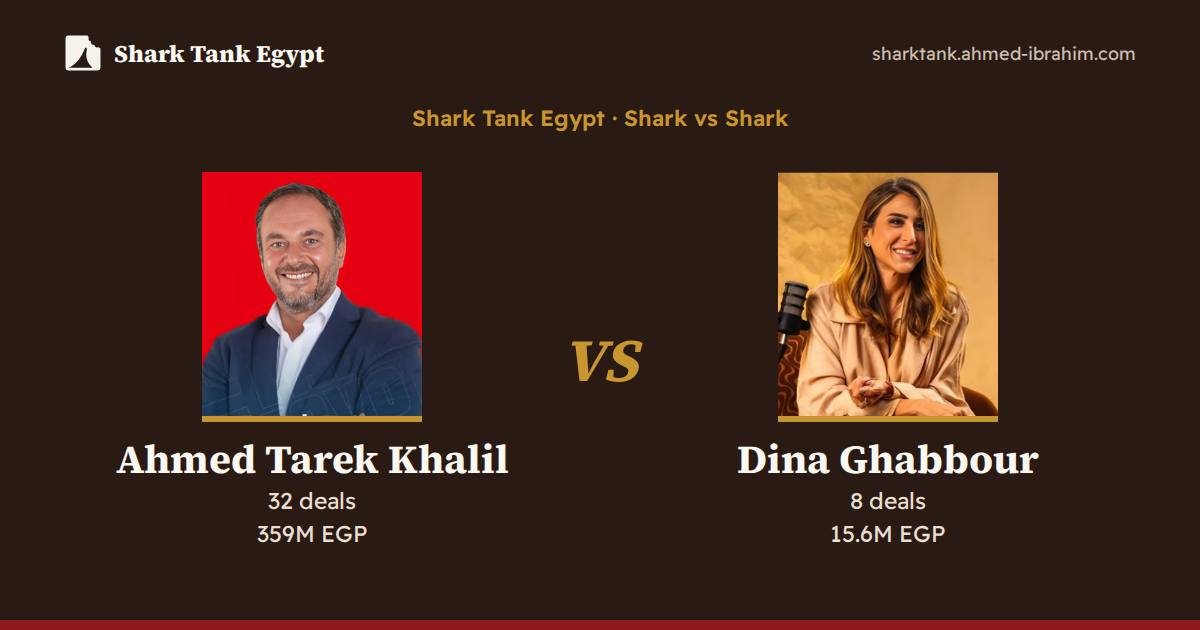 Shark Tank Egypt
sharktank.ahmed-ibrahim.com
Shark Tank Egypt · Shark vs Shark
VS
Ahmed Tarek Khalil
32 deals
359M EGP
Dina Ghabbour
8 deals
15.6M EGP